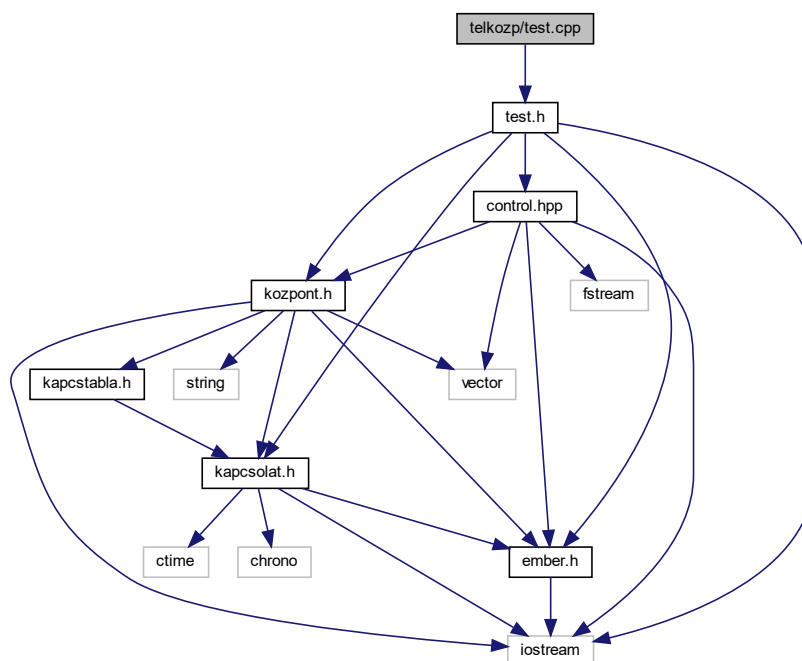 telkozp/test.cpp
test.h
control.hpp
kozpont.h
fstream
kapcstabla.h
string
vector
kapcsolat.h
ctime
chrono
ember.h
iostream